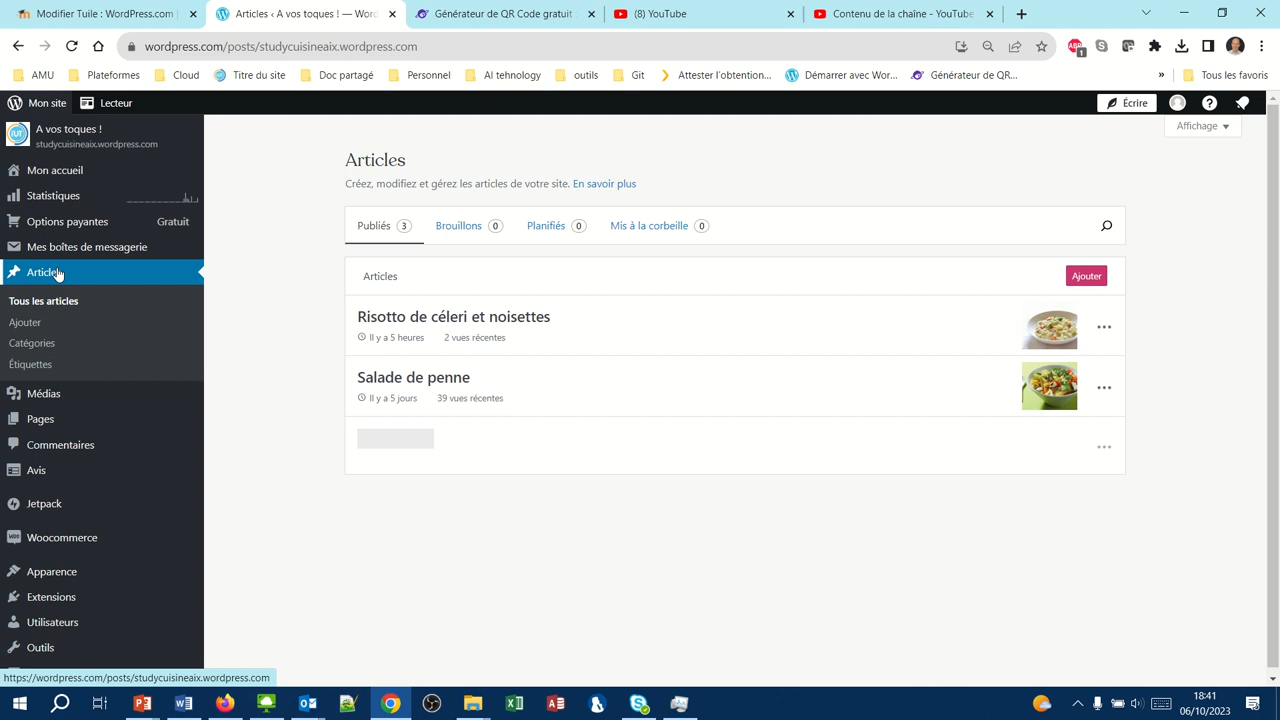 Modifier: Tuile WordPress.com
Articles ‹ A vos toques ! — Word
Générateur de QR Code gratuit :
(8) YouTube
Contenu de la chaîne - YouTube
wordpress.com/posts/studycuisineaix.wordpress.com
AMU Plateformes Cloud Titre du site Doc partagé Personnel AI tehnology outils Git Attester l'obtention... Démarrer avec Wor... Générateur de QR... » Tous les favoris
Mon site Lecteur Écrire
A vos toques !
studycuisineaix.wordpress.com
Affichage
Mon accueil
Statistiques
Options payantes Gratuit
Mes boîtes de messagerie
Articles
Tous les articles
Ajouter
Catégories
Étiquettes
Médias
Pages
Commentaires
Avis
Jetpack
Woocommerce
Apparence
Extensions
Utilisateurs
Outils
Articles
Créez, modifiez et gérez les articles de votre site. En savoir plus
Publiés 3 Brouillons 0 Planifiés 0 Mis à la corbeille 0
Articles Ajouter
Risotto de céleri et noisettes
Il y a 5 heures 2 vues récentes
Salade de penne
Il y a 5 jours 39 vues récentes
https://wordpress.com/posts/studycuisineaix.wordpress.com
18:41
06/10/2023